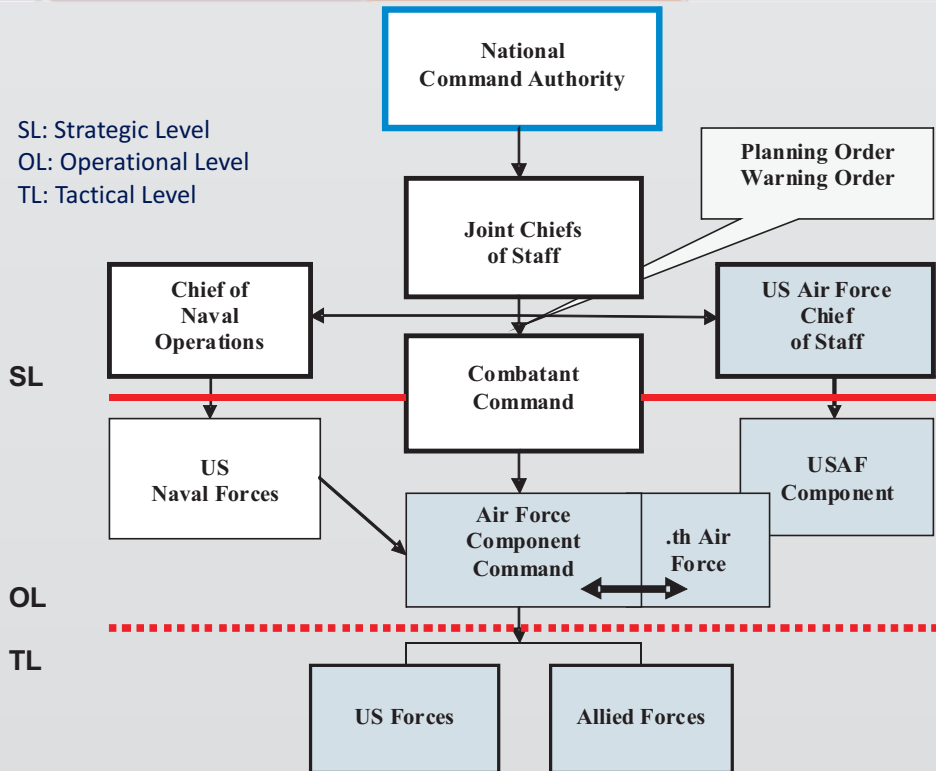 National
Command Authority
SL: Strategic Level
OL: Operational Level
TL: Tactical Level
Planning Order
Warning Order
Joint Chiefs
of Staff
Chief of
Naval
Operations
US Air Force
Chief
of Staff
SL
Combatant
Command
US
Naval Forces
USAF
Component
Air Force
Component
Command
.th Air
Force
OL
TL
US Forces
Allied Forces